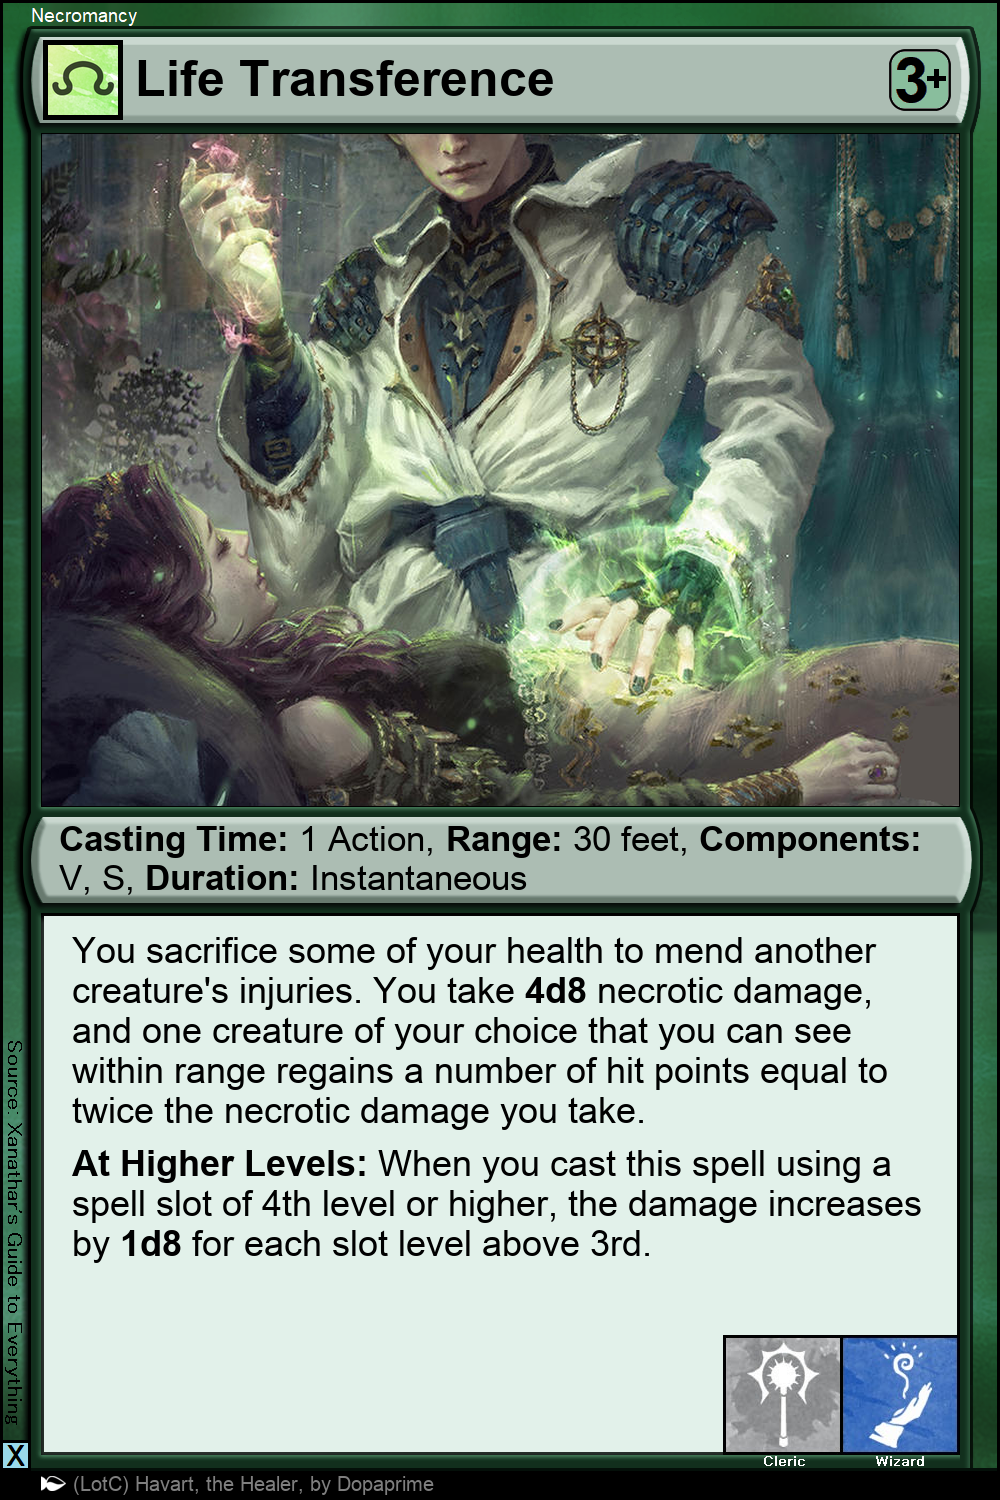 Necromancy
Life Transference
3+
Casting Time: 1 Action, Range: 30 feet, Components:
V, S, Duration: Instantaneous
You sacrifice some of your health to mend another
creature's injuries. You take 4d8 necrotic damage,
and one creature of your choice that you can see
within range regains a number of hit points equal to
twice the necrotic damage you take.
At Higher Levels: When you cast this spell using a
spell slot of 4th level or higher, the damage increases
by 1d8 for each slot level above 3rd.
Source: Xanathar's Guide to Everything
X
Cleric
Wizard
(LotC) Havart, the Healer, by Dopaprime